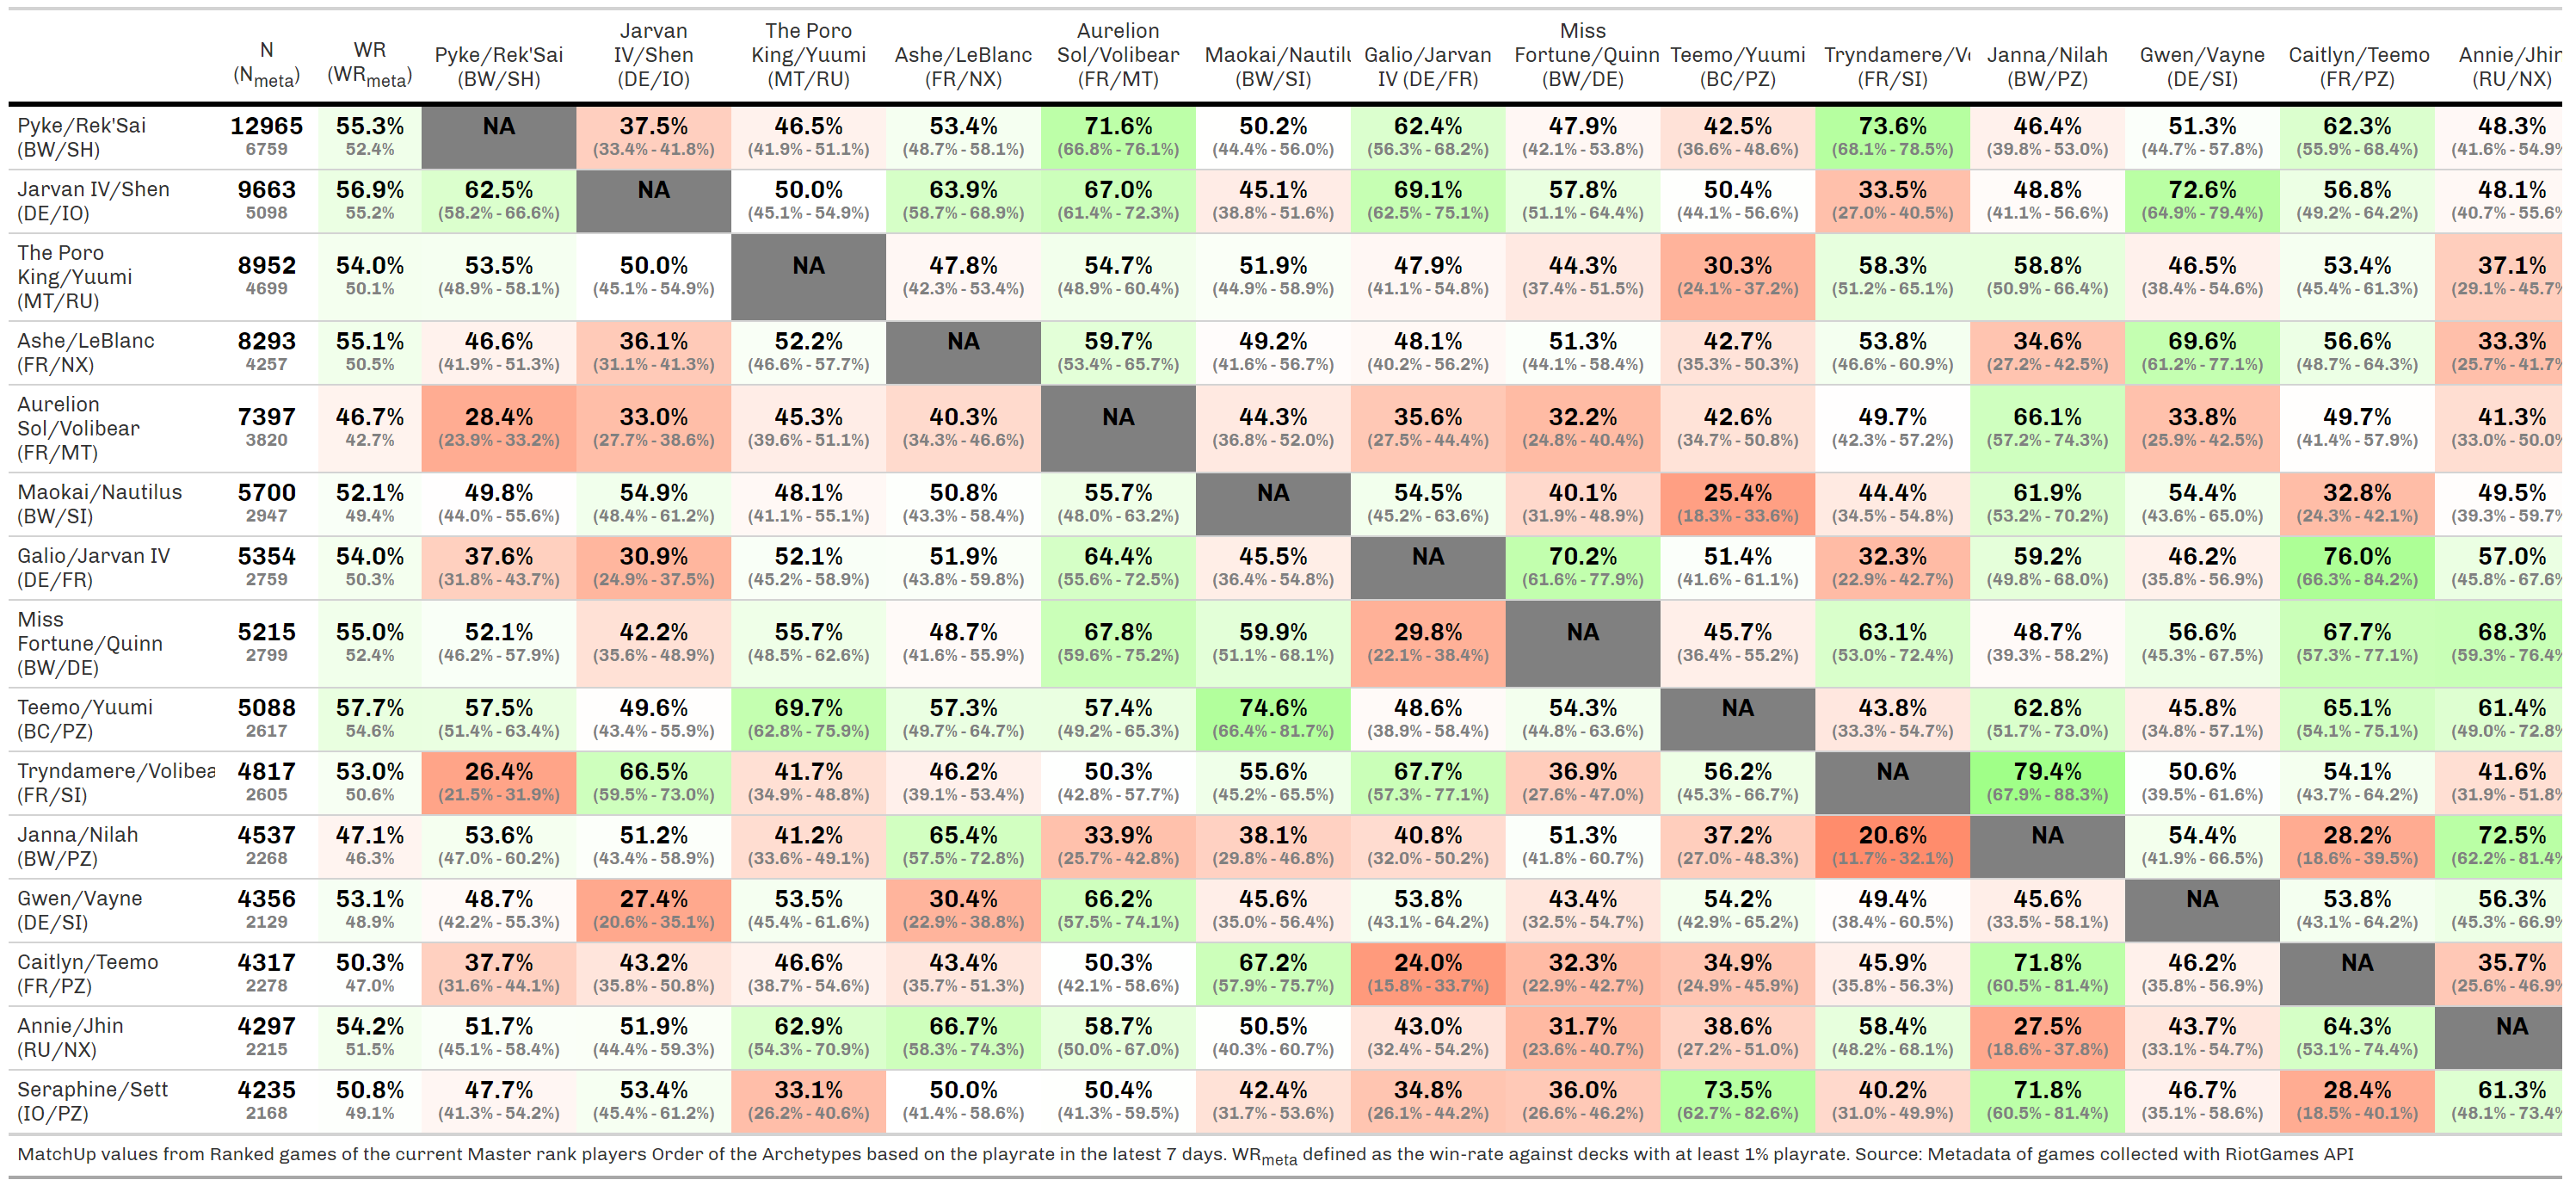 Jarvan The Poro Aurelion Miss
N WR Pyke/Rek'Sai IV/Shen King/Yuumi Ashe/LeBlanc Sol/Volibear Maokai/Nautilu Galio/Jarvan Fortune/Quinn Teemo/Yuumi Tryndamere/Vo Janna/Nilah Gwen/Vayne Caitlyn/Teemo Annie/Jhin
(Nmeta) (WRmeta) (BW/SH) (DE/IO) (MT/RU) (FR/NX) (FR/MT) (BW/SI) IV (DE/FR) (BW/DE) (BC/PZ) (FR/SI) (BW/PZ) (DE/SI) (FR/PZ) (RU/NX)
Pyke/Rek'Sai 12965 55.3% NA 37.5% 46.5% 53.4% 71.6% 50.2% 62.4% 47.9% 42.5% 73.6% 46.4% 51.3% 62.3% 48.3%
(BW/SH) 6759 52.4% (33.4% - 41.8%) (41.9% - 51.1%) (48.7% - 58.1%) (66.8% - 76.1%) (44.4% - 56.0%) (56.3% - 68.2%) (42.1% - 53.8%) (36.6% - 48.6%) (68.1% - 78.5%) (39.8% - 53.0%) (44.7% - 57.8%) (55.9% - 68.4%) (41.6% - 54.9%
Jarvan IV/Shen 9663 56.9% 62.5% NA 50.0% 63.9% 67.0% 45.1% 69.1% 57.8% 50.4% 33.5% 48.8% 72.6% 56.8% 48.1%
(DE/IO) 5098 55.2% (58.2% - 66.6%) (45.1% - 54.9%) (58.7% - 68.9%) (61.4% - 72.3%) (38.8% - 51.6%) (62.5% - 75.1%) (51.1% - 64.4%) (44.1% - 56.6%) (27.0% - 40.5%) (41.1% - 56.6%) (64.9% - 79.4%) (49.2% - 64.2%) (40.7% - 55.6%
The Poro
King/Yuumi 8952 54.0% 53.5% 50.0% NA 47.8% 54.7% 51.9% 47.9% 44.3% 30.3% 58.3% 58.8% 46.5% 53.4% 37.1%
(MT/RU) 4699 50.1% (48.9% - 58.1%) (45.1% - 54.9%) (42.3% - 53.4%) (48.9% - 60.4%) (44.9% - 58.9%) (41.1% - 54.8%) (37.4% - 51.5%) (24.1% - 37.2%) (51.2% - 65.1%) (50.9% - 66.4%) (38.4% - 54.6%) (45.4% - 61.3%) (29.1% - 45.7%
Ashe/LeBlanc 8293 55.1% 46.6% 36.1% 52.2% NA 59.7% 49.2% 48.1% 51.3% 42.7% 53.8% 34.6% 69.6% 56.6% 33.3%
(FR/NX) 4257 50.5% (41.9% - 51.3%) (31.1% - 41.3%) (46.6% - 57.7%) (53.4% - 65.7%) (41.6% - 56.7%) (40.2% - 56.2%) (44.1% - 58.4%) (35.3% - 50.3%) (46.6% - 60.9%) (27.2% - 42.5%) (61.2% - 77.1%) (48.7% - 64.3%) (25.7% - 41.7%
Aurelion
Sol/Volibear 7397 46.7% 28.4% 33.0% 45.3% 40.3% NA 44.3% 35.6% 32.2% 42.6% 49.7% 66.1% 33.8% 49.7% 41.3%
(FR/MT) 3820 42.7% (23.9% - 33.2%) (27.7% - 38.6%) (39.6% - 51.1%) (34.3% - 46.6%) (36.8% - 52.0%) (27.5% - 44.4%) (24.8% - 40.4%) (34.7% - 50.8%) (42.3% - 57.2%) (57.2% - 74.3%) (25.9% - 42.5%) (41.4% - 57.9%) (33.0% - 50.0%
Maokai/Nautilus 5700 52.1% 49.8% 54.9% 48.1% 50.8% 55.7% NA 54.5% 40.1% 25.4% 44.4% 61.9% 54.4% 32.8% 49.5%
(BW/SI) 2947 49.4% (44.0% - 55.6%) (48.4% - 61.2%) (41.1% - 55.1%) (43.3% - 58.4%) (48.0% - 63.2%) (45.2% - 63.6%) (31.9% - 48.9%) (18.3% - 33.6%) (34.5% - 54.8%) (53.2% - 70.2%) (43.6% - 65.0%) (24.3% - 42.1%) (39.3% - 59.7%
Galio/Jarvan IV 5354 54.0% 37.6% 30.9% 52.1% 51.9% 64.4% 45.5% NA 70.2% 51.4% 32.3% 59.2% 46.2% 76.0% 57.0%
(DE/FR) 2759 50.3% (31.8% - 43.7%) (24.9% - 37.5%) (45.2% - 58.9%) (43.8% - 59.8%) (55.6% - 72.5%) (36.4% - 54.8%) (61.6% - 77.9%) (41.6% - 61.1%) (22.9% - 42.7%) (49.8% - 68.0%) (35.8% - 56.9%) (66.3% - 84.2%) (45.8% - 67.6%
Miss
Fortune/Quinn 5215 55.0% 52.1% 42.2% 55.7% 48.7% 67.8% 59.9% 29.8% NA 45.7% 63.1% 48.7% 56.6% 67.7% 68.3%
(BW/DE) 2799 52.4% (46.2% - 57.9%) (35.6% - 48.9%) (48.5% - 62.6%) (41.6% - 55.9%) (59.6% - 75.2%) (51.1% - 68.1%) (22.1% - 38.4%) (36.4% - 55.2%) (53.0% - 72.4%) (39.3% - 58.2%) (45.3% - 67.5%) (57.3% - 77.1%) (59.3% - 76.4%
Teemo/Yuumi 5088 57.7% 57.5% 49.6% 69.7% 57.3% 57.4% 74.6% 48.6% 54.3% NA 43.8% 62.8% 45.8% 65.1% 61.4%
(BC/PZ) 2617 54.6% (51.4% - 63.4%) (43.4% - 55.9%) (62.8% - 75.9%) (49.7% - 64.7%) (49.2% - 65.3%) (66.4% - 81.7%) (38.9% - 58.4%) (44.8% - 63.6%) (33.3% - 54.7%) (51.7% - 73.0%) (34.8% - 57.1%) (54.1% - 75.1%) (49.0% - 72.8%
Tryndamere/Volibea 4817 53.0% 26.4% 66.5% 41.7% 46.2% 50.3% 55.6% 67.7% 36.9% 56.2% NA 79.4% 50.6% 54.1% 41.6%
(FR/SI) 2605 50.6% (21.5% - 31.9%) (59.5% - 73.0%) (34.9% - 48.8%) (39.1% - 53.4%) (42.8% - 57.7%) (45.2% - 65.5%) (57.3% - 77.1%) (27.6% - 47.0%) (45.3% - 66.7%) (67.9% - 88.3%) (39.5% - 61.6%) (43.7% - 64.2%) (31.9% - 51.8%
Janna/Nilah 4537 47.1% 53.6% 51.2% 41.2% 65.4% 33.9% 38.1% 40.8% 51.3% 37.2% 20.6% NA 54.4% 28.2% 72.5%
(BW/PZ) 2268 46.3% (47.0% - 60.2%) (43.4% - 58.9%) (33.6% - 49.1%) (57.5% - 72.8%) (25.7% - 42.8%) (29.8% - 46.8%) (32.0% - 50.2%) (41.8% - 60.7%) (27.0% - 48.3%) (11.7% - 32.1%) (41.9% - 66.5%) (18.6% - 39.5%) (62.2% - 81.4%
Gwen/Vayne 4356 53.1% 48.7% 27.4% 53.5% 30.4% 66.2% 45.6% 53.8% 43.4% 54.2% 49.4% 45.6% NA 53.8% 56.3%
(DE/SI) 2129 48.9% (42.2% - 55.3%) (20.6% - 35.1%) (45.4% - 61.6%) (22.9% - 38.8%) (57.5% - 74.1%) (35.0% - 56.4%) (43.1% - 64.2%) (32.5% - 54.7%) (42.9% - 65.2%) (38.4% - 60.5%) (33.5% - 58.1%) (43.1% - 64.2%) (45.3% - 66.9%
Caitlyn/Teemo 4317 50.3% 37.7% 43.2% 46.6% 43.4% 50.3% 67.2% 24.0% 32.3% 34.9% 45.9% 71.8% 46.2% NA 35.7%
(FR/PZ) 2278 47.0% (31.6% - 44.1%) (35.8% - 50.8%) (38.7% - 54.6%) (35.7% - 51.3%) (42.1% - 58.6%) (57.9% - 75.7%) (15.8% - 33.7%) (22.9% - 42.7%) (24.9% - 45.9%) (35.8% - 56.3%) (60.5% - 81.4%) (35.8% - 56.9%) (25.6% - 46.9%
Annie/Jhin 4297 54.2% 51.7% 51.9% 62.9% 66.7% 58.7% 50.5% 43.0% 31.7% 38.6% 58.4% 27.5% 43.7% 64.3% NA
(RU/NX) 2215 51.5% (45.1% - 58.4%) (44.4% - 59.3%) (54.3% - 70.9%) (58.3% - 74.3%) (50.0% - 67.0%) (40.3% - 60.7%) (32.4% - 54.2%) (23.6% - 40.7%) (27.2% - 51.0%) (48.2% - 68.1%) (18.6% - 37.8%) (33.1% - 54.7%) (53.1% - 74.4%)
Seraphine/Sett 4235 50.8% 47.7% 53.4% 33.1% 50.0% 50.4% 42.4% 34.8% 36.0% 73.5% 40.2% 71.8% 46.7% 28.4% 61.3%
(IO/PZ) 2168 49.1% (41.3% - 54.2%) (45.4% - 61.2%) (26.2% - 40.6%) (41.4% - 58.6%) (41.3% - 59.5%) (31.7% - 53.6%) (26.1% - 44.2%) (26.6% - 46.2%) (62.7% - 82.6%) (31.0% - 49.9%) (60.5% - 81.4%) (35.1% - 58.6%) (18.5% - 40.1%) (48.1% - 73.4%
MatchUp values from Ranked games of the current Master rank players Order of the Archetypes based on the playrate in the latest 7 days. WRmeta defined as the win-rate against decks with at least 1% playrate. Source: Metadata of games collected with RiotGames API